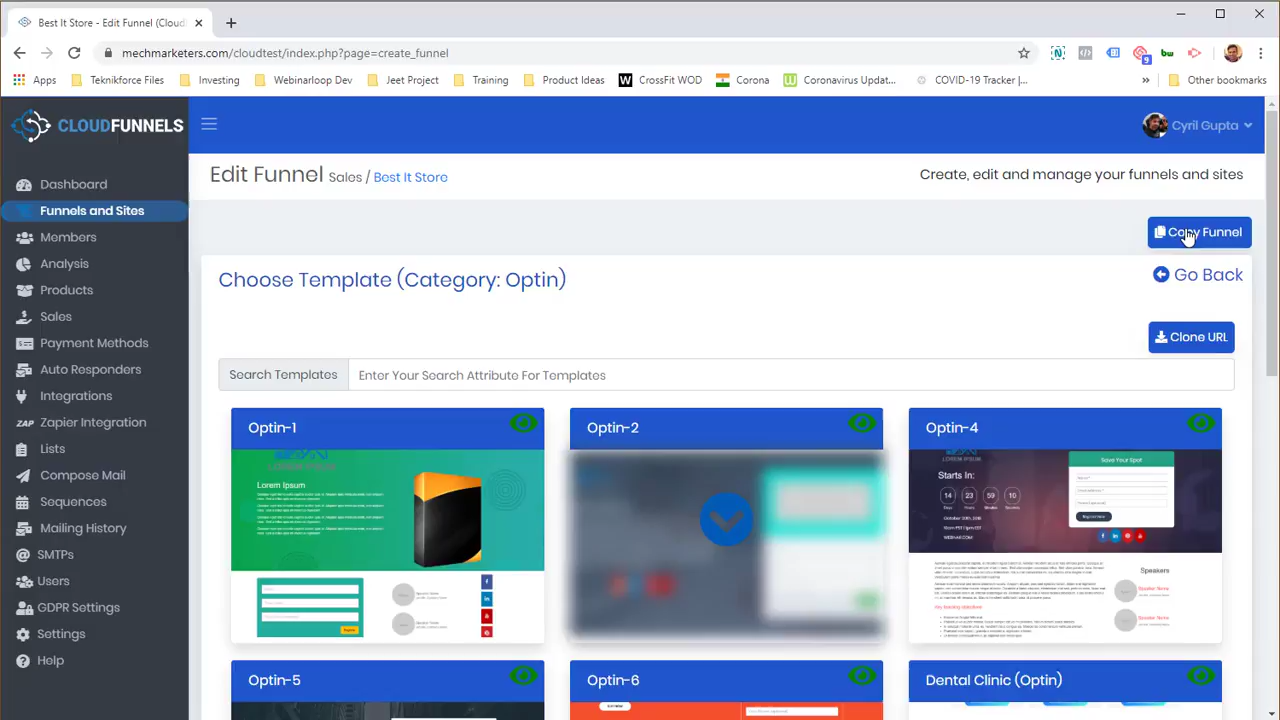 Best It Store - Edit Funnel (Cloud
mechmarketers.com/cloudtest/index.php?page=create_funnel
Apps Teknikforce Files Investing Webinarloop Dev Jeet Project Training Product Ideas CrossFit WOD Corona Coronavirus Updat... COVID-19 Tracker |... » Other bookmarks
CLOUDFUNNELS
Cyril Gupta
Edit Funnel Sales / Best It Store
Create, edit and manage your funnels and sites
Dashboard
Funnels and Sites
Members
Analysis
Products
Sales
Payment Methods
Auto Responders
Integrations
ZAP Zapier Integration
Lists
Compose Mail
Sequences
Mailing History
SMTPs
Users
GDPR Settings
Settings
Help
Copy Funnel
Choose Template (Category: Optin)
Go Back
Clone URL
Search Templates
Enter Your Search Attribute For Templates
Optin-1
Optin-2
Optin-4
LOREM IPSUM
Lorem Ipsum
LOREM IPSUM
Starts In:
14 23 59 10
Save Your Spot
Speakers
Optin-5
Optin-6
Dental Clinic (Optin)